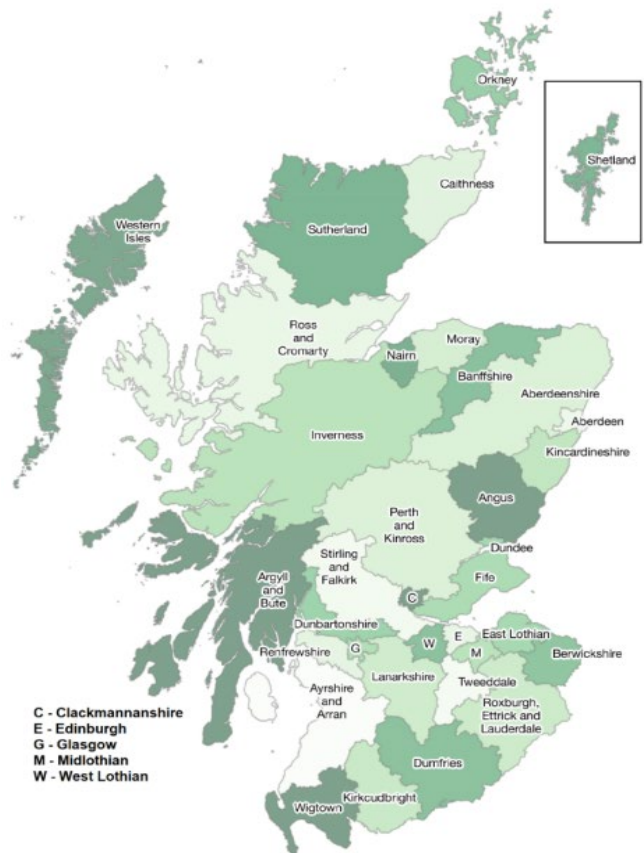 Orkney
Shetland
Caithness
Western
Isles
Sutherland
Ross
and
Cromarty
Moray
Nairn
Banffshire
Aberdeenshire
Aberdeen
Inverness
Kincardineshire
Angus
Perth
and
Kinross
Dundee
Stirling
and
Falkirk
Fife
Argyll
and
Bute
C
Dunbartonshire
E
East Lothian
W
G
M
Renfrewshire
Berwickshire
Lanarkshire
Tweeddale
Ayrshire
and
Arran
Roxburgh,
Ettrick and
Lauderdale
C - Clackmannanshire
E - Edinburgh
G - Glasgow
M - Midlothian
W - West Lothian
Dumfries
Kirkcudbright
Wigtown